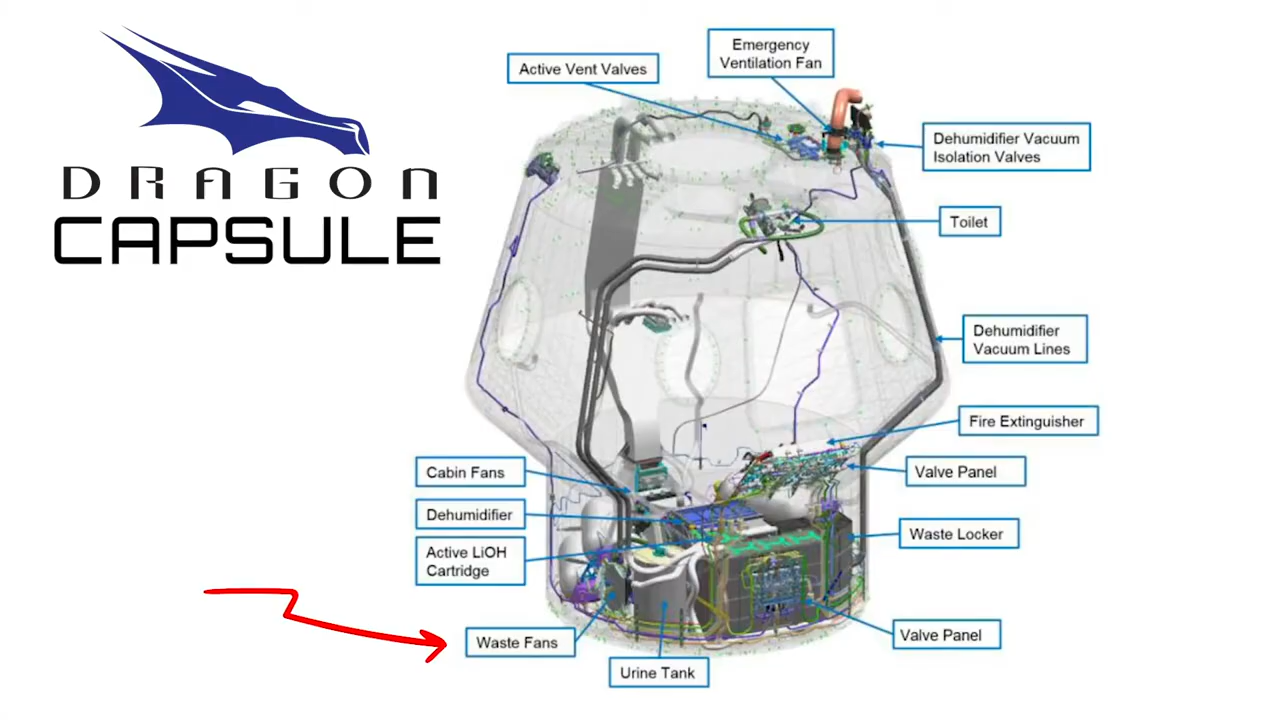 DRAGON
CAPSULE
Active Vent Valves
Emergency
Ventilation Fan
Dehumidifier Vacuum
Isolation Valves
Toilet
Dehumidifier
Vacuum Lines
Fire Extinguisher
Cabin Fans
Valve Panel
Dehumidifier
Waste Locker
Active LiOH
Cartridge
Waste Fans
Valve Panel
Urine Tank